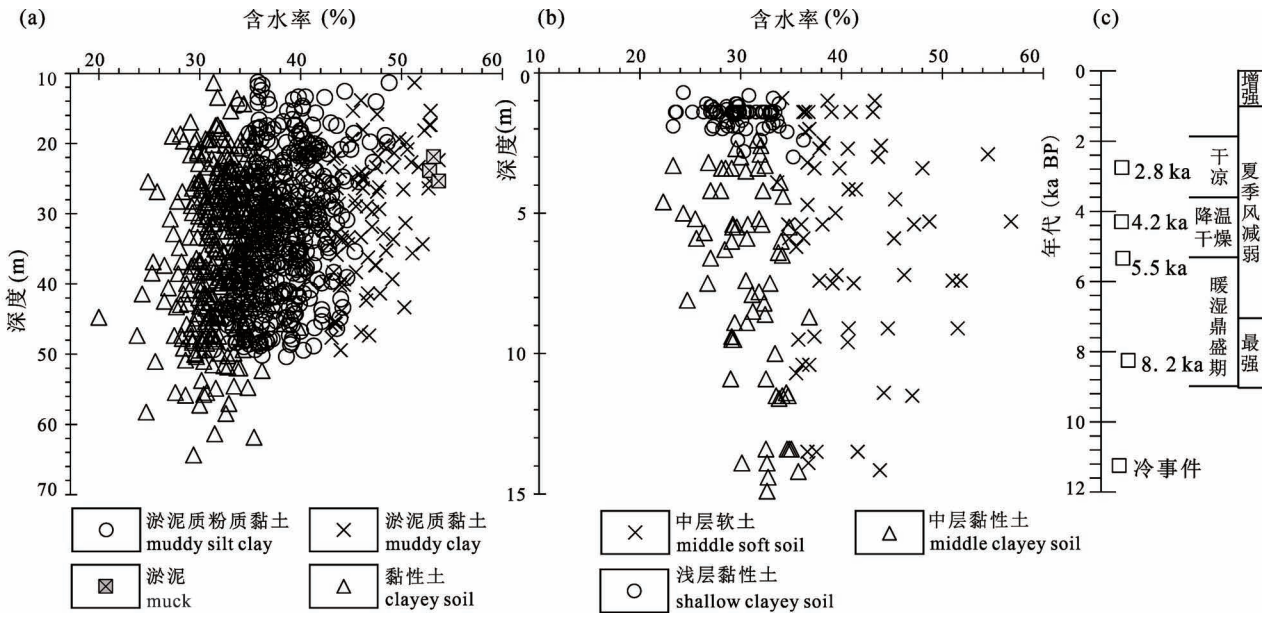 (a)
含水率 (%)
20 30 40 50 60
10
20
30
40
50
60
70
深度 (m)
淤泥质粉质黏土
muddy silt clay
淤泥质黏土
muddy clay
淤泥
muck
黏性土
clayey soil
(b)
含水率 (%)
10 20 30 40 50 60
0
5
10
15
深度(m)
中层软土
middle soft soil
中层黏性土
middle clayey soil
浅层黏性土
shallow clayey soil
(c)
0
2
4
6
8
10
12
年代 (ka BP)
2.8 ka
4.2 ka
5.5 ka
8.2 ka
冷事件
干凉
降温
干燥
暖湿鼎盛期
增强
夏季风减弱
最强